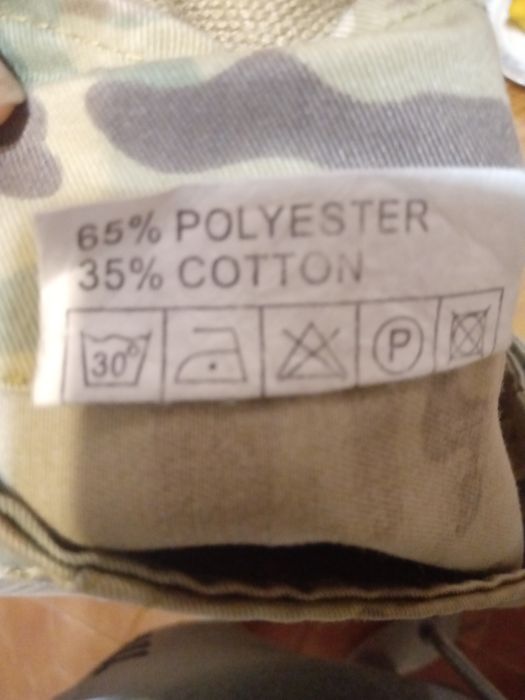 65% POLYESTER
35% COTTON
30° P